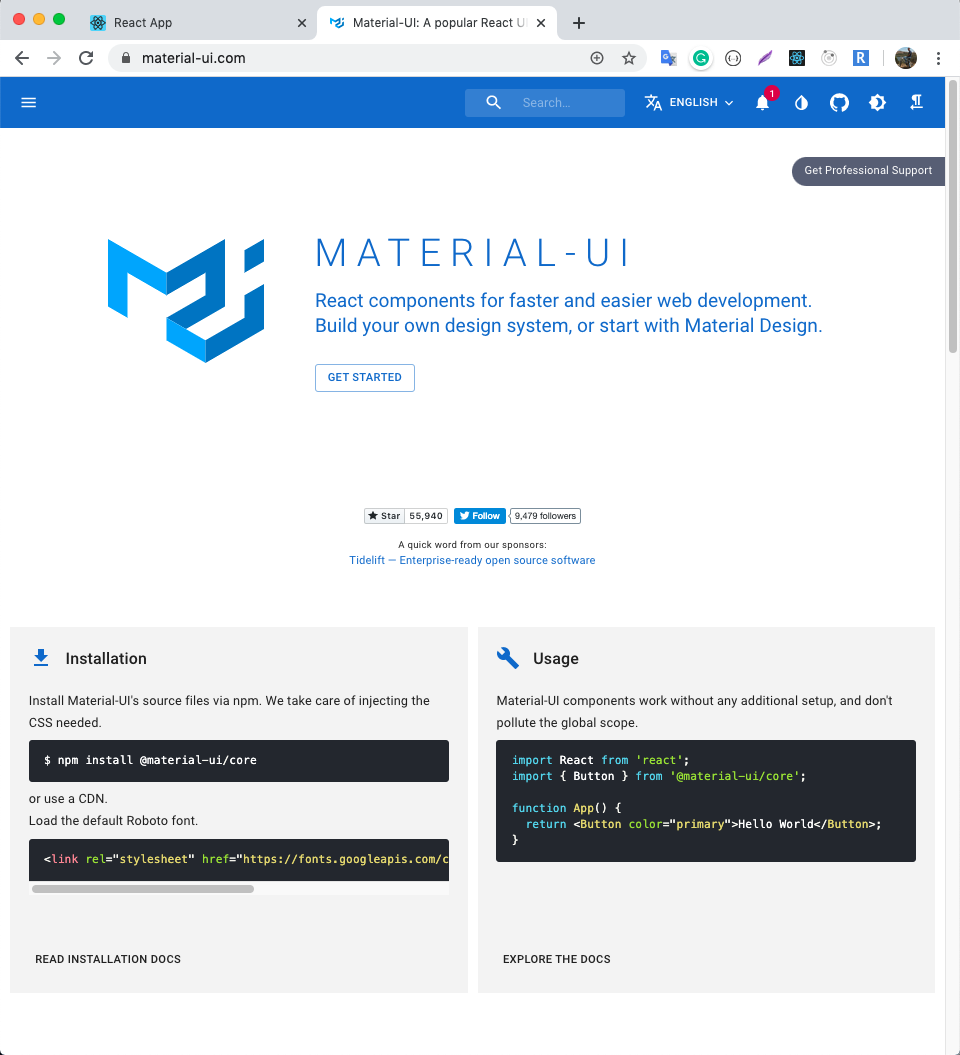 React App
Material-UI: A popular React UI
material-ui.com
Search...
ENGLISH
1
Get Professional Support
MATERIAL-UI
React components for faster and easier web development.
Build your own design system, or start with Material Design.
GET STARTED
Star 55,940 Follow 9,479 followers
A quick word from our sponsors:
Tidelift — Enterprise-ready open source software
Installation
Install Material-UI's source files via npm. We take care of injecting the
CSS needed.
$ npm install @material-ui/core
or use a CDN.
Load the default Roboto font.
<link rel="stylesheet" href="https://fonts.googleapis.com/c
READ INSTALLATION DOCS
Usage
Material-UI components work without any additional setup, and don't
pollute the global scope.
import React from 'react';
import { Button } from '@material-ui/core';
function App() {
return <Button color="primary">Hello World</Button>;
}
EXPLORE THE DOCS